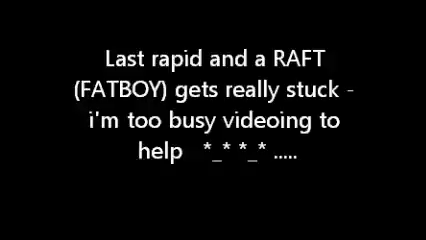 Last rapid and a RAFT
(FATBOY) gets really stuck -
i'm too busy videoing to
help   *_* *_* .....